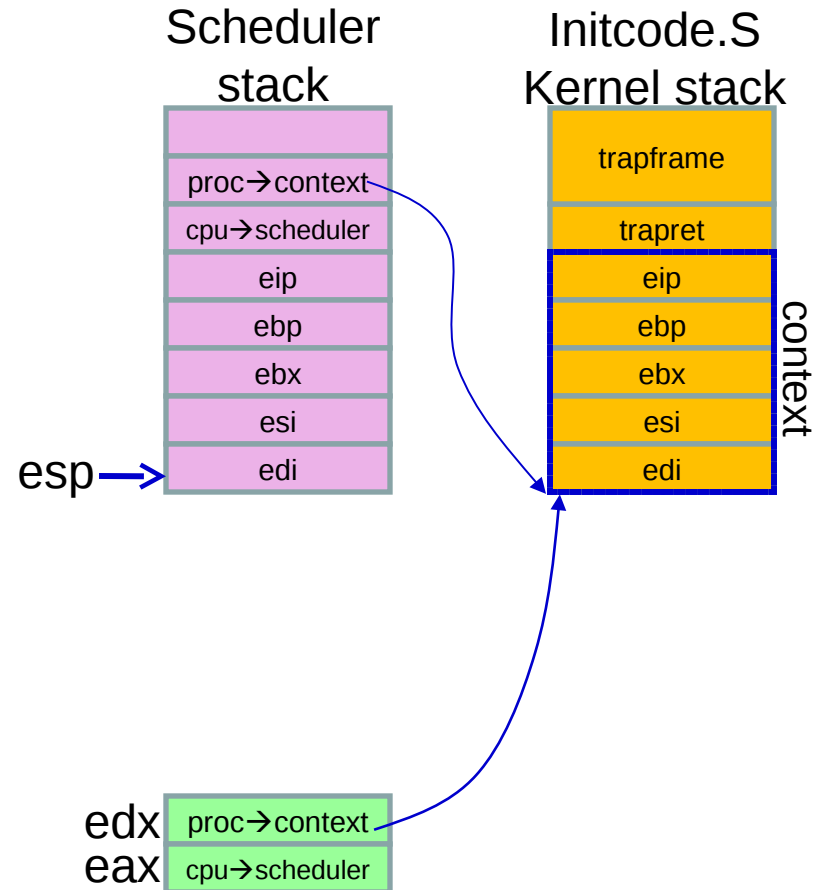 Scheduler
stack
Initcode.S
Kernel stack
proc→context
cpu→scheduler
eip
ebp
ebx
esi
edi
esp
trapframe
trapret
eip
ebp
ebx
esi
edi
context
edx
proc→context
eax
cpu→scheduler